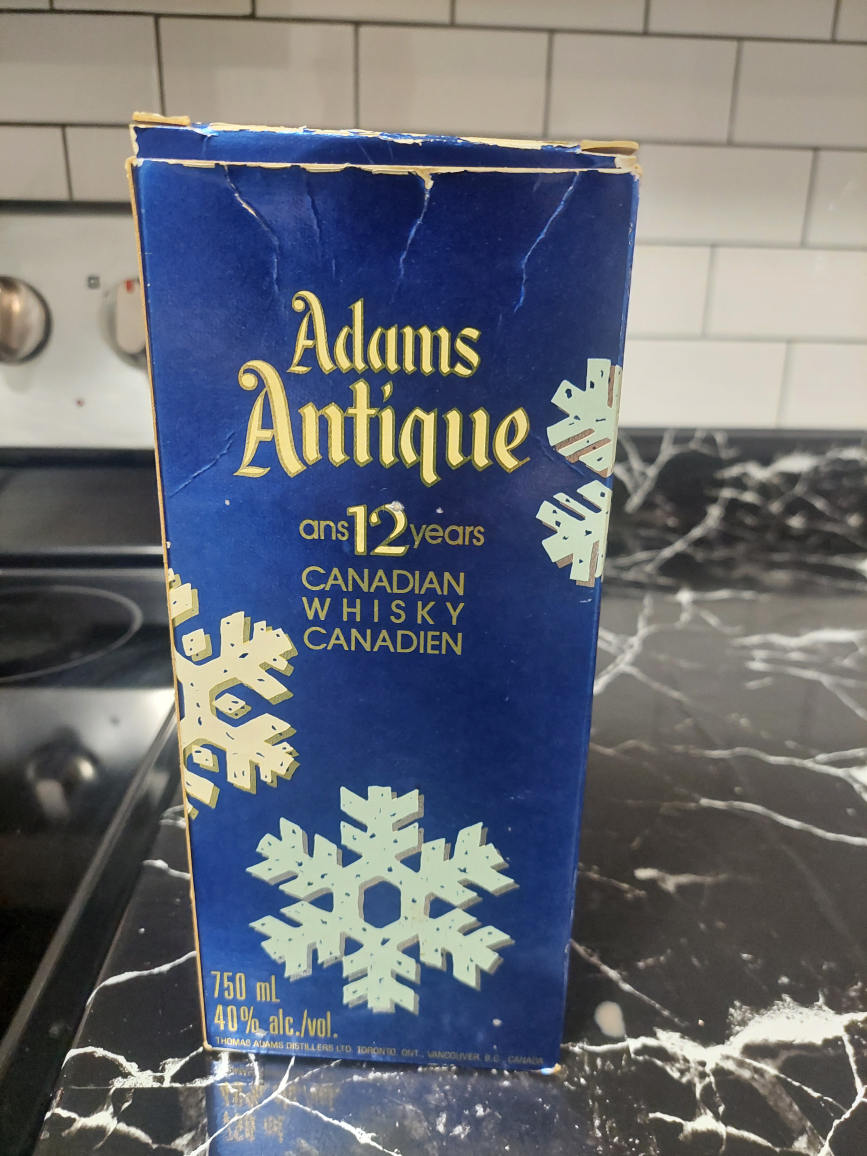 Adams
Antique
ans 12 years
CANADIAN
WHISKY
CANADIEN
750 mL
40% alc./vol.
THOMAS ADAMS DISTILLERS LTD. TORONTO, ONT., VANCOUVER, B.C., CANADA